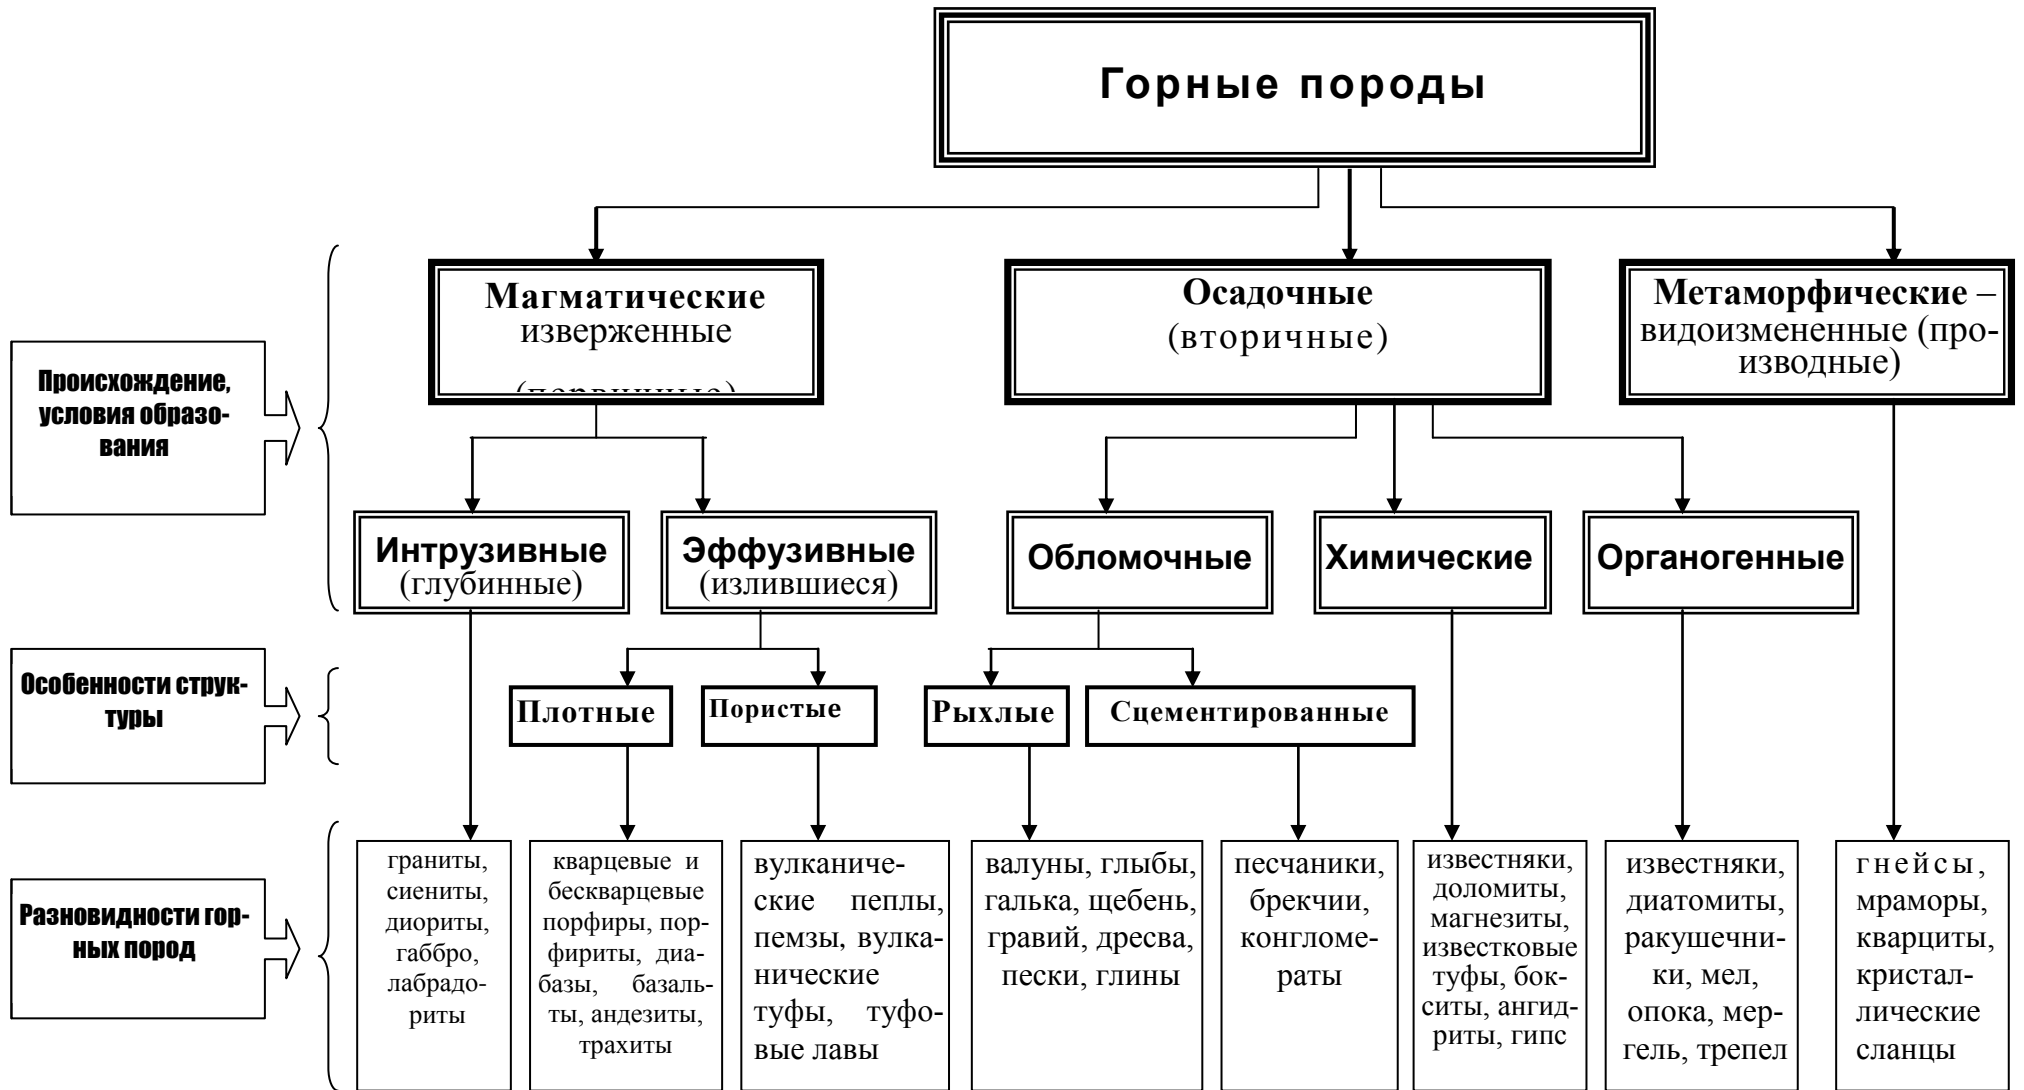 Горные породы
Магматические
изверженные
(первичные)
Осадочные
(вторичные)
Метаморфические –
видоизмененные (про-
изводные)
Происхождение,
условия образо-
вания
Интрузивные
(глубинные)
Эффузивные
(излившиеся)
Обломочные
Химические
Органогенные
Особенности струк-
туры
Плотные
Пористые
Рыхлые
Сцементированные
Разновидности гор-
ных пород
граниты,
сиениты,
диориты,
габбро,
лабрадо-
риты
кварцевые и
бескварцевые
порфиры, пор-
фириты, диа-
базы, базаль-
ты, андезиты,
трахиты
вулканиче-
ские пеплы,
пемзы, вулка-
нические
туфы, туфо-
вые лавы
валуны, глыбы,
галька, щебень,
гравий, дресва,
пески, глины
песчаники,
брекчии,
конгломе-
раты
известняки,
доломиты,
магнезиты,
известковые
туфы, бок-
ситы, ангид-
риты, гипс
известняки,
диатомиты,
ракушечни-
ки, мел,
опока, мер-
гель, трепел
гнейсы,
мраморы,
кварциты,
кристал-
лические
сланцы